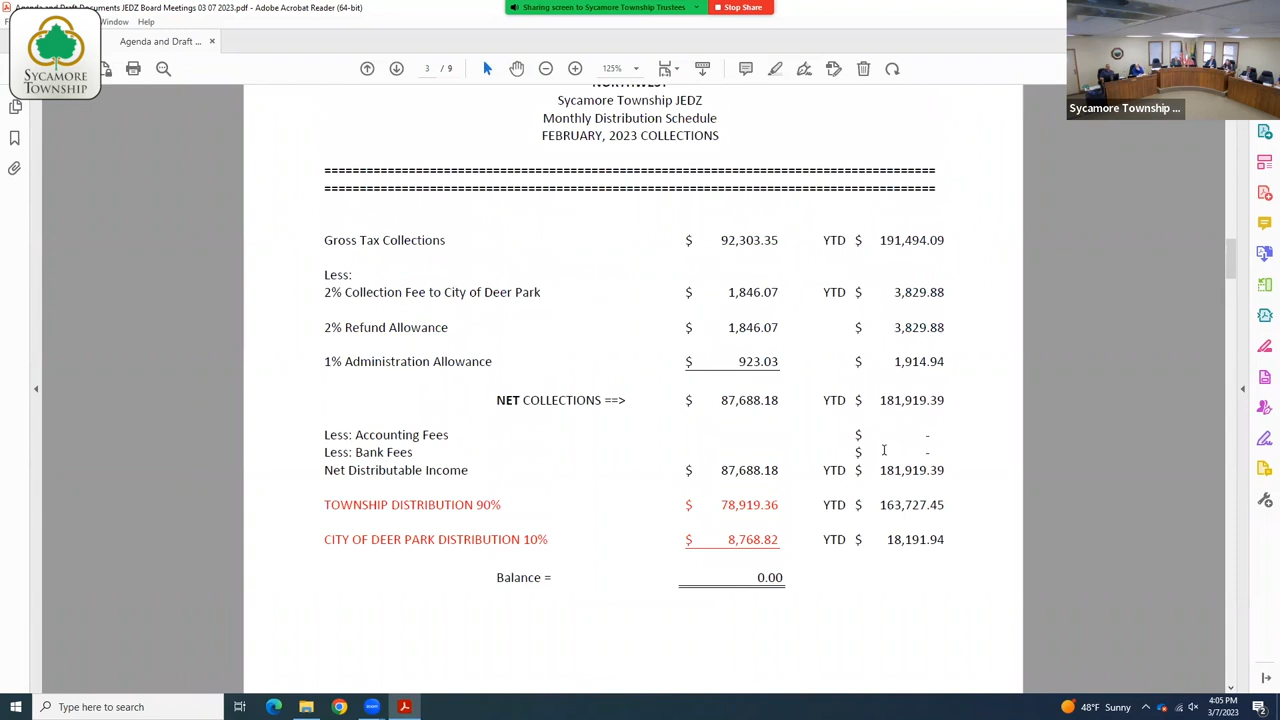 Agenda and Draft Documents JEDZ Board Meetings 03 07 2023.pdf - Adobe Acrobat Reader (64-bit)
Sharing screen to Sycamore Township Trustees
Stop Share
Window Help
Agenda and Draft ... ×
SYCAMORE
TOWNSHIP
3 / 9
125%
Sycamore Township ...
NORTHWEST
Sycamore Township JEDZ
Monthly Distribution Schedule
FEBRUARY, 2023 COLLECTIONS
=======================================================================================
=======================================================================================
Gross Tax Collections $ 92,303.35 YTD $ 191,494.09
Less:
2% Collection Fee to City of Deer Park $ 1,846.07 YTD $ 3,829.88
2% Refund Allowance $ 1,846.07 $ 3,829.88
1% Administration Allowance $ 923.03 $ 1,914.94
NET COLLECTIONS ==> $ 87,688.18 YTD $ 181,919.39
Less: Accounting Fees $ -
Less: Bank Fees $ -
Net Distributable Income $ 87,688.18 YTD $ 181,919.39
TOWNSHIP DISTRIBUTION 90% $ 78,919.36 YTD $ 163,727.45
CITY OF DEER PARK DISTRIBUTION 10% $ 8,768.82 YTD $ 18,191.94
Balance = 0.00
Type here to search
48°F Sunny
4:05 PM
3/7/2023
2